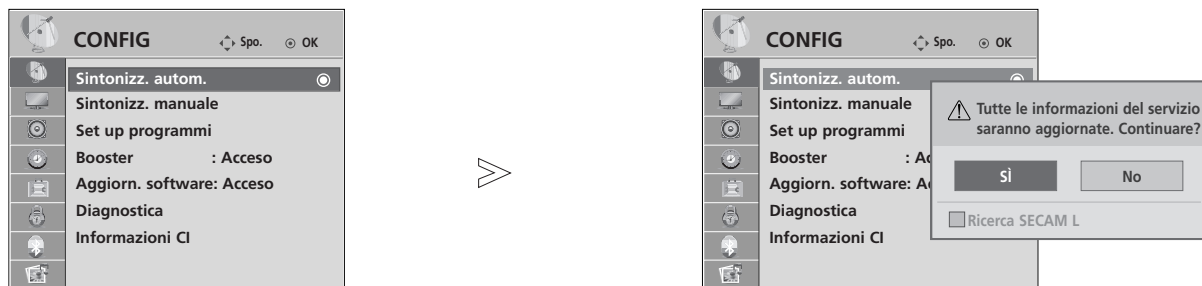 CONFIG Spo. OK
Sintonizz. autom.
Sintonizz. manuale
Set up programmi
Booster : Acceso
Aggiorn. software: Acceso
Diagnostica
Informazioni CI
CONFIG Spo. OK
Sintonizz. autom.
Sintonizz. manuale
Set up programmi
Booster : Ac
Aggiorn. software: A
Diagnostica
Informazioni CI
Tutte le informazioni del servizio
saranno aggiornate. Continuare?
SÌ No
Ricerca SECAM L